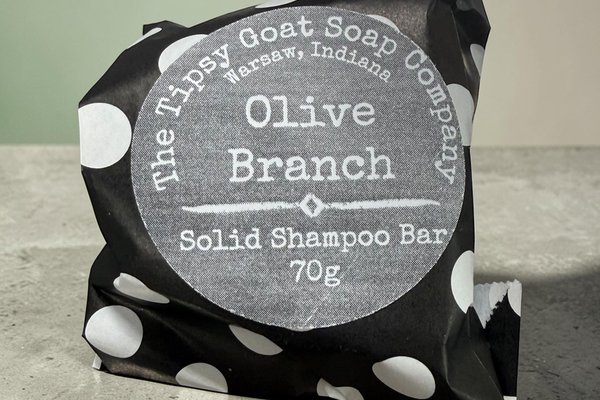 The Tipsy Goat Soap Company
Warsaw, Indiana
Olive
Branch
Solid Shampoo Bar
70g